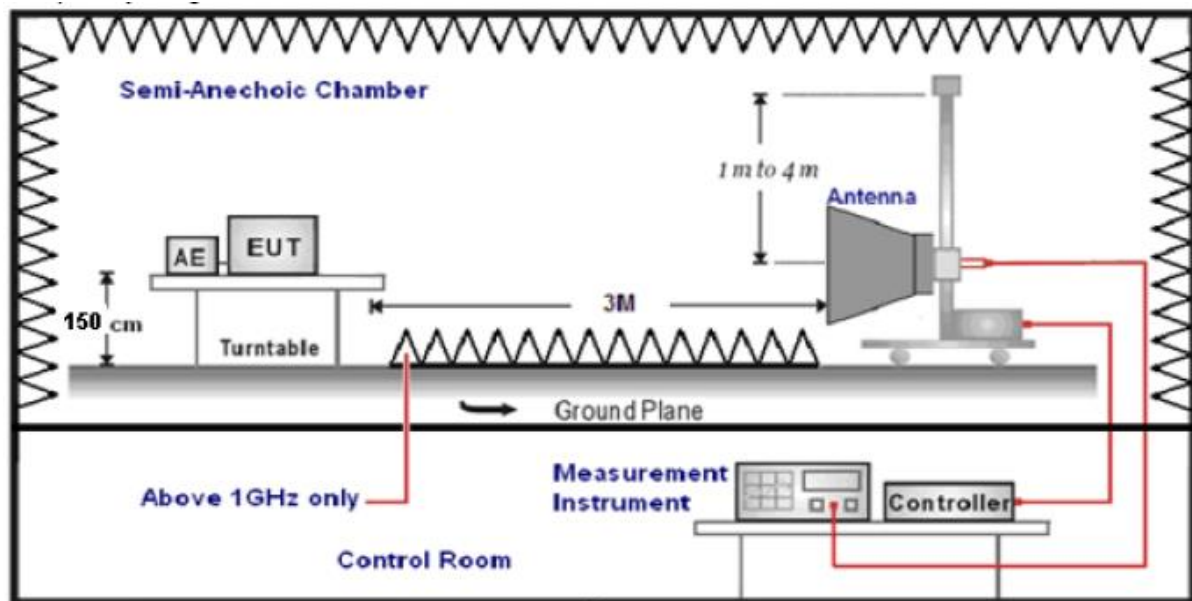 Semi-Anechoic Chamber
1 m to 4 m
Antenna
AE
EUT
150 cm
3M
Turntable
Ground Plane
Above 1GHz only
Measurement
Instrument
Controller
Control Room